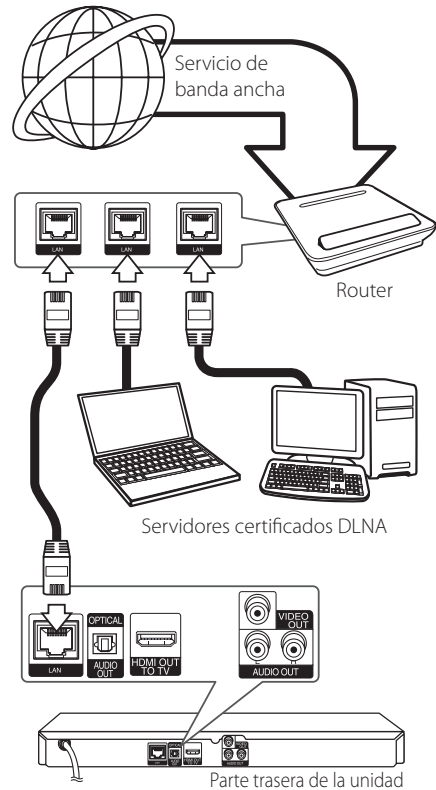 Servicio de
banda ancha
LAN
LAN
LAN
Router
Servidores certificados DLNA
LAN
OPTICAL
AUDIO
OUT
HDMI OUT
TO TV
VIDEO
OUT
AUDIO OUT
Parte trasera de la unidad